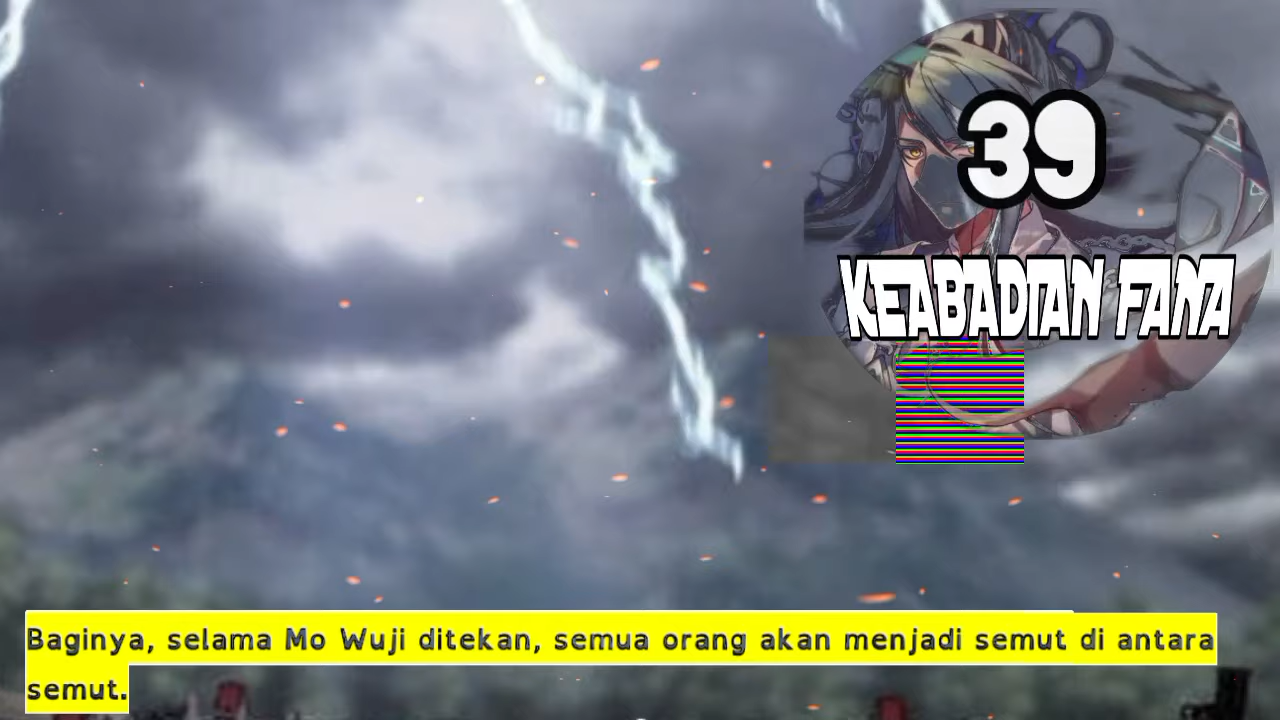 39
KEABADIAN FANA
Baginya, selama Mo Wuji ditekan, semua orang akan menjadi semut di antara
semut.